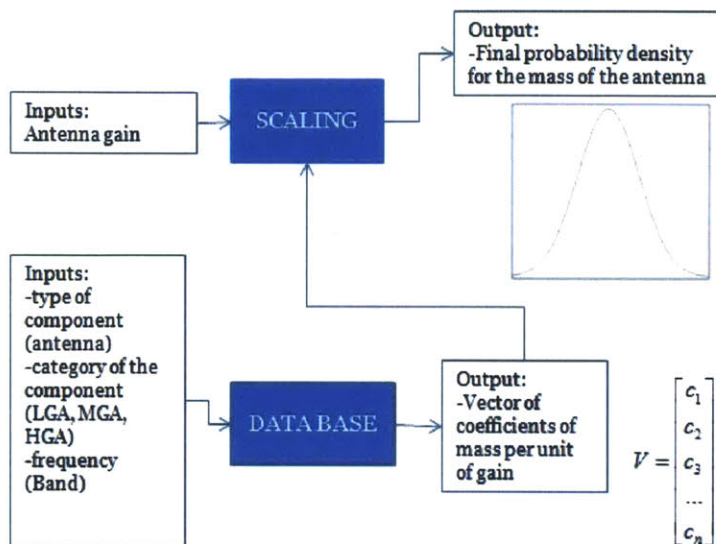 Output:
-Final probability density
for the mass of the antenna
Inputs:
Antenna gain
SCALING
Inputs:
-type of
component
(antenna)
-category of the
component
(LGA, MGA,
HGA)
-frequency
(Band)
DATA BASE
Output:
-Vector of
coefficients of
mass per unit
of gain
V =
c₁
c₂
c₃
...
cₙ